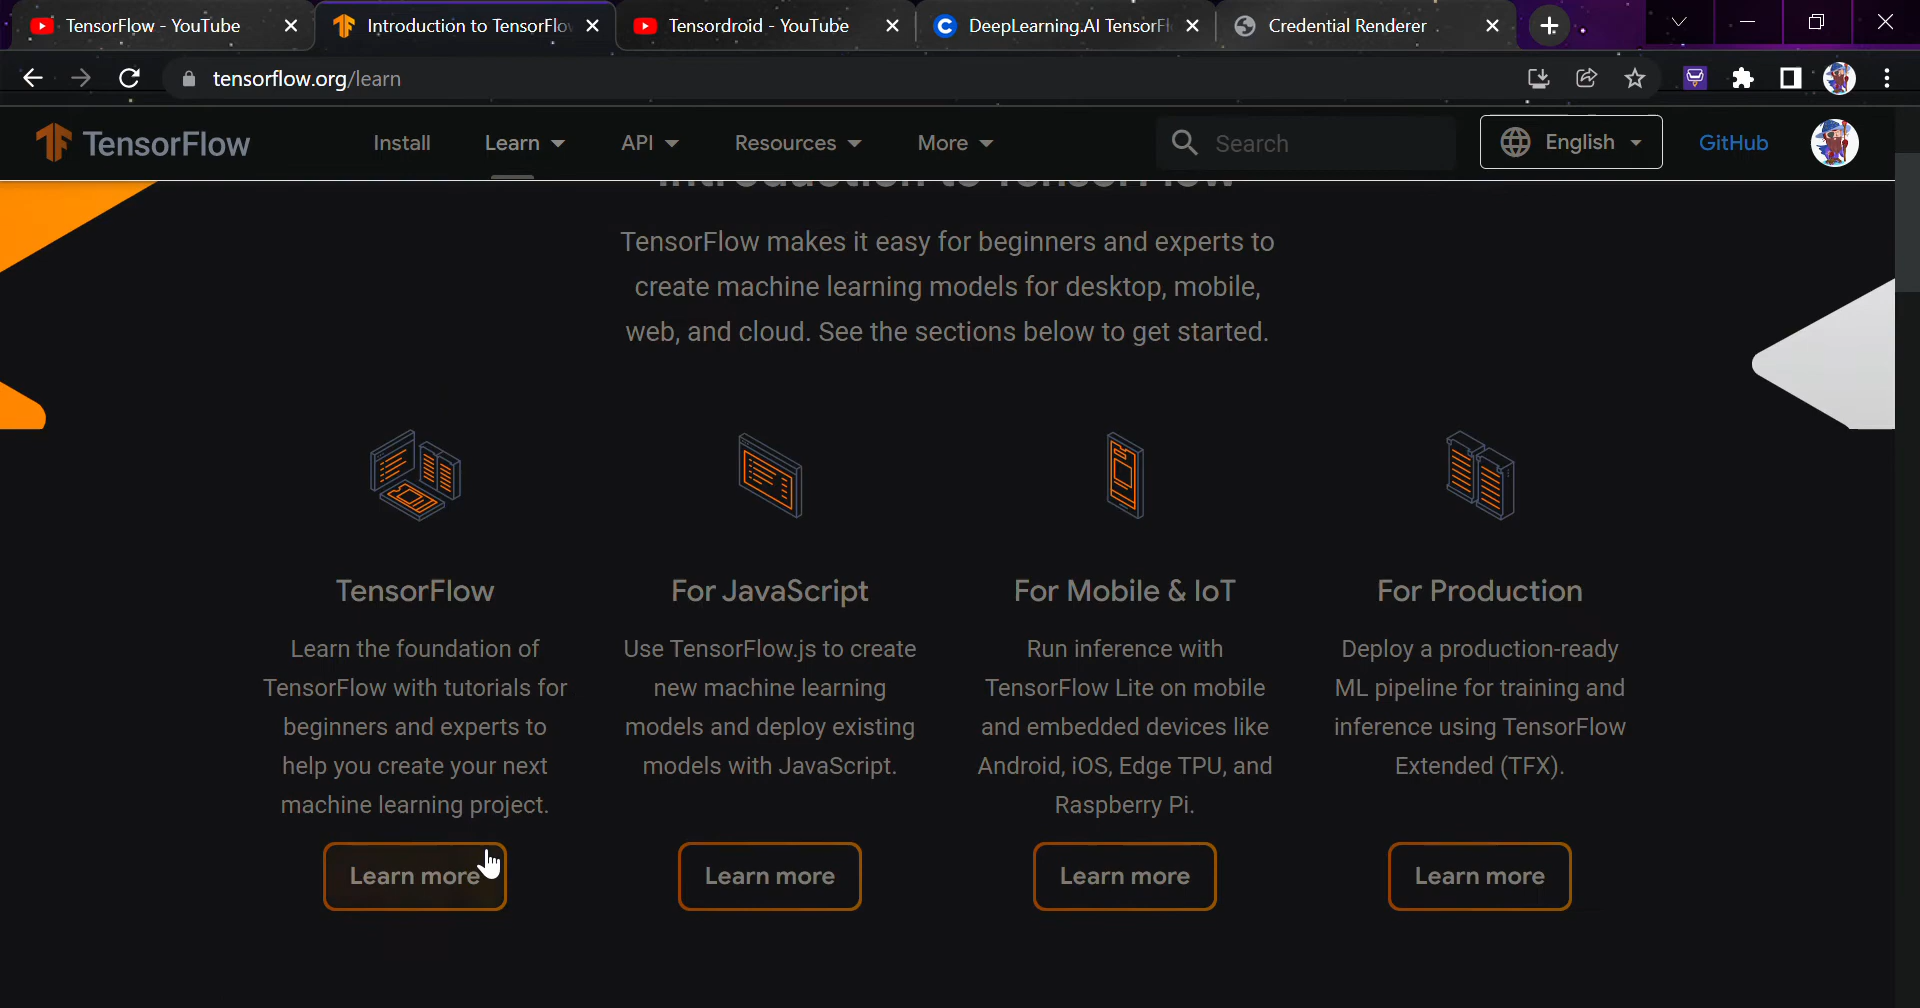 TensorFlow - YouTube
Introduction to TensorFlo
Tensordroid - YouTube
DeepLearning.AI TensorFl
Credential Renderer
tensorflow.org/learn
TensorFlow
Install
Learn
API
Resources
More
Search
English
GitHub
Introduction to TensorFlow
TensorFlow makes it easy for beginners and experts to
create machine learning models for desktop, mobile,
web, and cloud. See the sections below to get started.
TensorFlow
Learn the foundation of
TensorFlow with tutorials for
beginners and experts to
help you create your next
machine learning project.
Learn more
For JavaScript
Use TensorFlow.js to create
new machine learning
models and deploy existing
models with JavaScript.
Learn more
For Mobile & IoT
Run inference with
TensorFlow Lite on mobile
and embedded devices like
Android, iOS, Edge TPU, and
Raspberry Pi.
Learn more
For Production
Deploy a production-ready
ML pipeline for training and
inference using TensorFlow
Extended (TFX).
Learn more